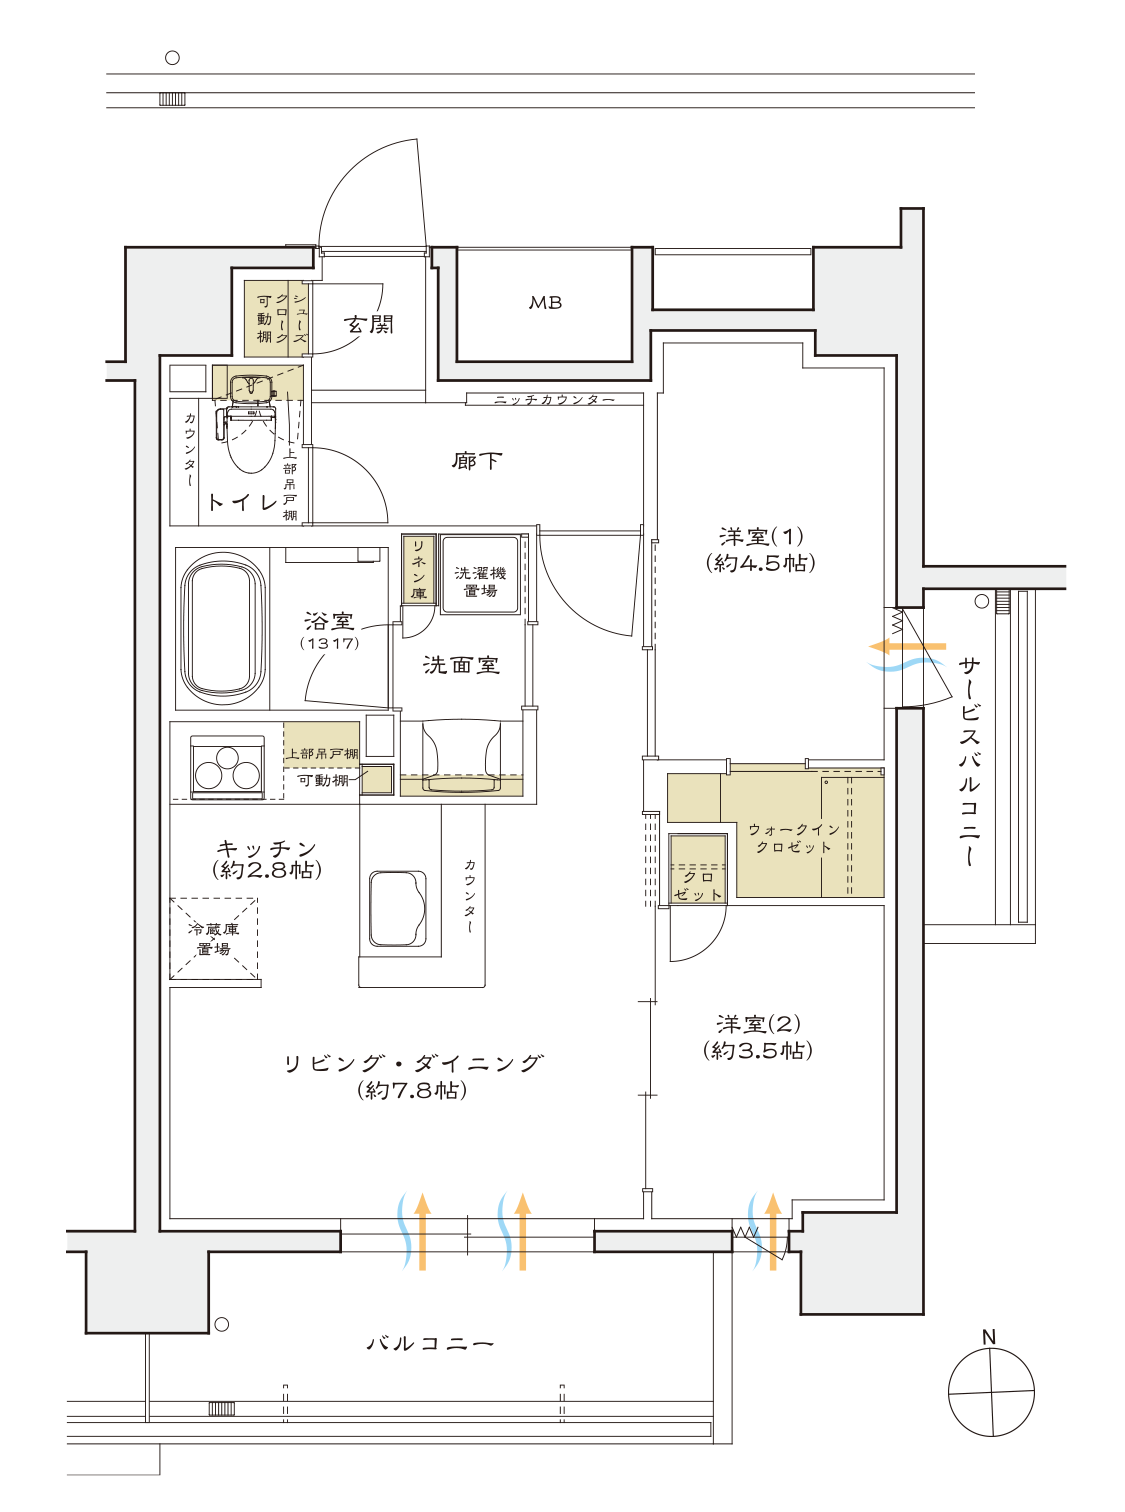 MB
シューズ
クローク
可動棚
玄関
ニッチカウンター
カウンター
上部吊戸棚
トイレ
廊下
洋室(1)
(約4.5帖)
リネン庫
洗濯機
置場
浴室
(1317)
洗面室
サービスバルコニー
上部吊戸棚
可動棚
キッチン
(約2.8帖)
カウンター
ウォークイン
クロゼット
クロ
ゼット
冷蔵庫
置場
洋室(2)
(約3.5帖)
リビング・ダイニング
(約7.8帖)
バルコニー
N